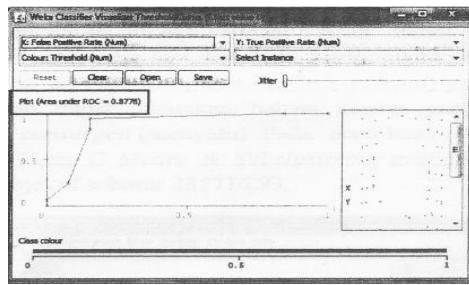 Weka Classifier Visualize: ThresholdCurve.
X: False Positive Rate (Num)
Y: True Positive Rate (Num)
Colour: Threshold (Num)
Select Instance
Reset
Clear
Open
Save
Jitter
Plot (Area under ROC = 0.8778)
1
0.5
0
0
0.5
1
X
Y
Class colour
0
0.5
1